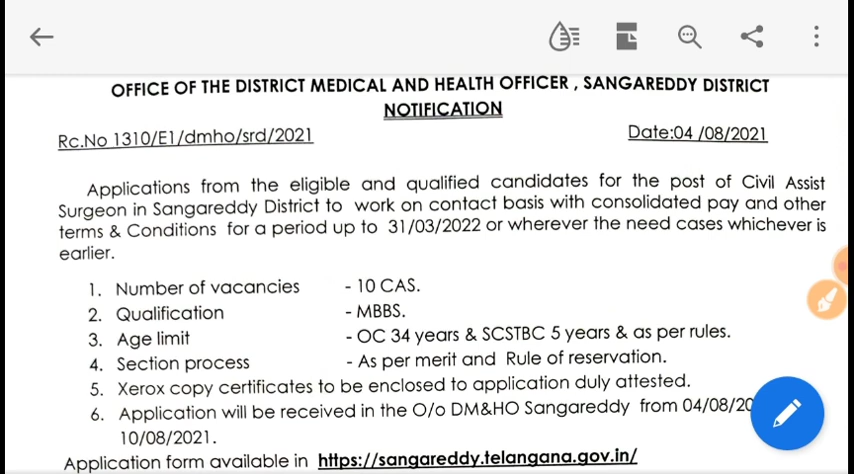 OFFICE OF THE DISTRICT MEDICAL AND HEALTH OFFICER , SANGAREDDY DISTRICT
NOTIFICATION
Rc.No 1310/E1/dmho/srd/2021 Date:04 /08/2021
Applications from the eligible and qualified candidates for the post of Civil Assist
Surgeon in Sangareddy District to work on contact basis with consolidated pay and other
terms & Conditions for a period up to 31/03/2022 or wherever the need cases whichever is
earlier.
1. Number of vacancies - 10 CAS.
2. Qualification - MBBS.
3. Age limit - OC 34 years & SCSTBC 5 years & as per rules.
4. Section process - As per merit and Rule of reservation.
5. Xerox copy certificates to be enclosed to application duly attested.
6. Application will be received in the O/o DM&HO Sangareddy from 04/08/20
10/08/2021.
Application form available in https://sangareddy.telangana.gov.in/